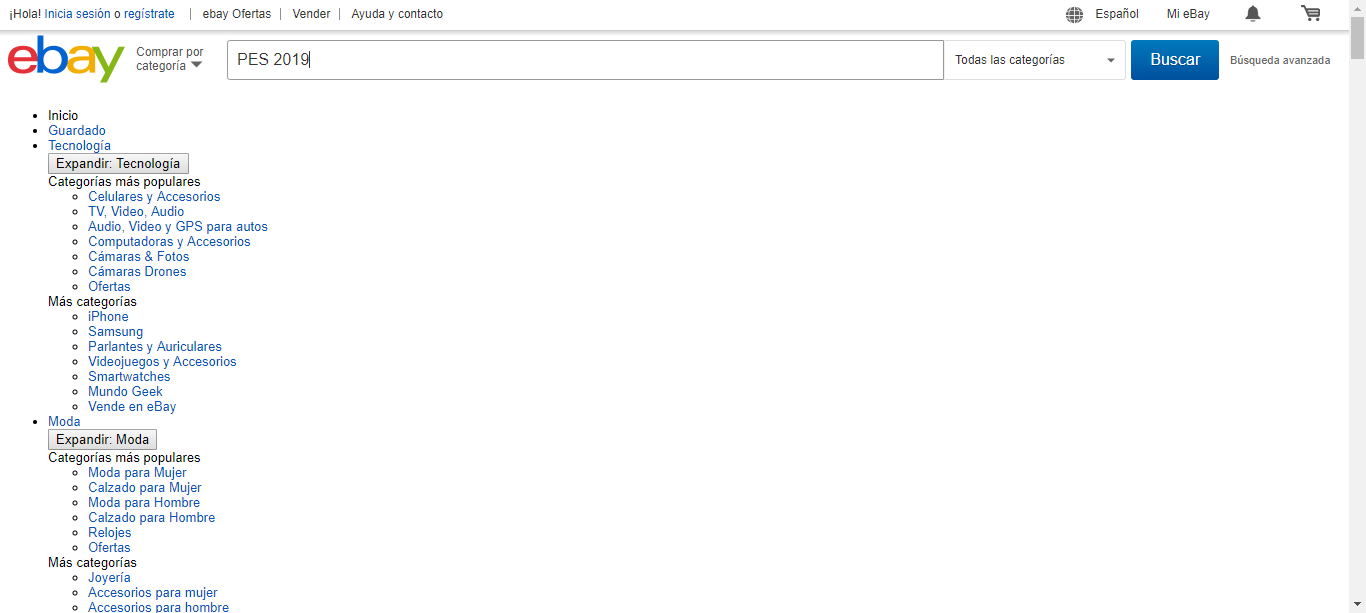 ¡Hola! Inicia sesión o regístrate | ebay Ofertas | Vender | Ayuda y contacto Español Mi eBay
ebay Comprar por categoría PES 2019 Todas las categorías Buscar Búsqueda avanzada
Inicio
Guardado
Tecnología
Expandir: Tecnología
Categorías más populares
Celulares y Accesorios
TV, Video, Audio
Audio, Video y GPS para autos
Computadoras y Accesorios
Cámaras & Fotos
Cámaras Drones
Ofertas
Más categorías
iPhone
Samsung
Parlantes y Auriculares
Videojuegos y Accesorios
Smartwatches
Mundo Geek
Vende en eBay
Moda
Expandir: Moda
Categorías más populares
Moda para Mujer
Calzado para Mujer
Moda para Hombre
Calzado para Hombre
Relojes
Ofertas
Más categorías
Joyería
Accesorios para mujer
Accesorios para hombre